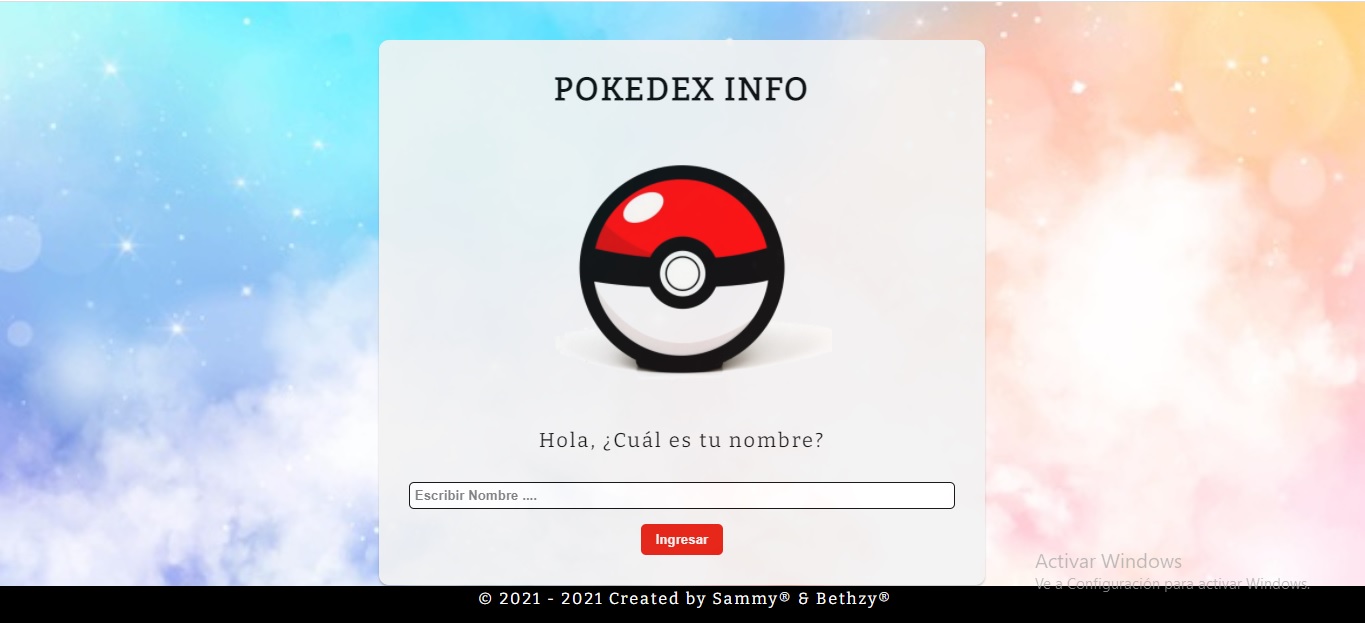 POKEDEX INFO
Hola, ¿Cuál es tu nombre?
Escribir Nombre ....
Ingresar
Activar Windows
Ve a Configuración para activar Windows.
© 2021 - 2021 Created by Sammy® & Bethzy®